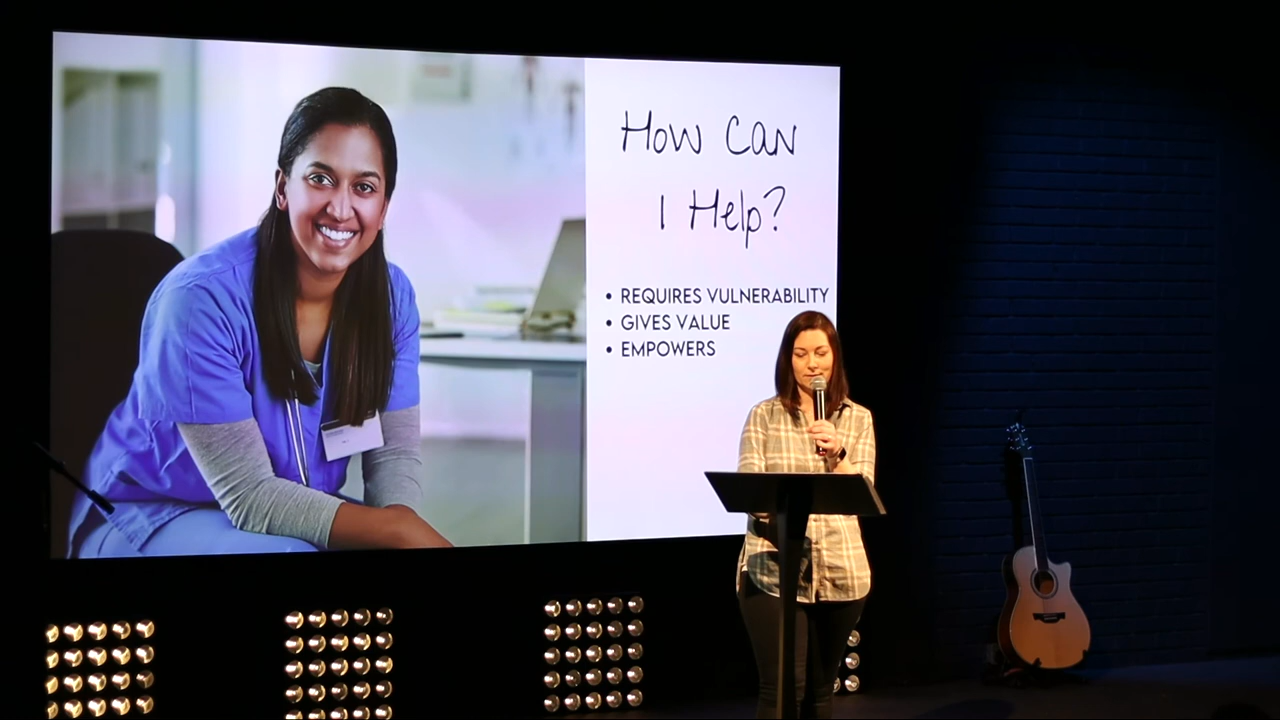 How Can
I Help?
• REQUIRES VULNERABILITY
• GIVES VALUE
• EMPOWERS